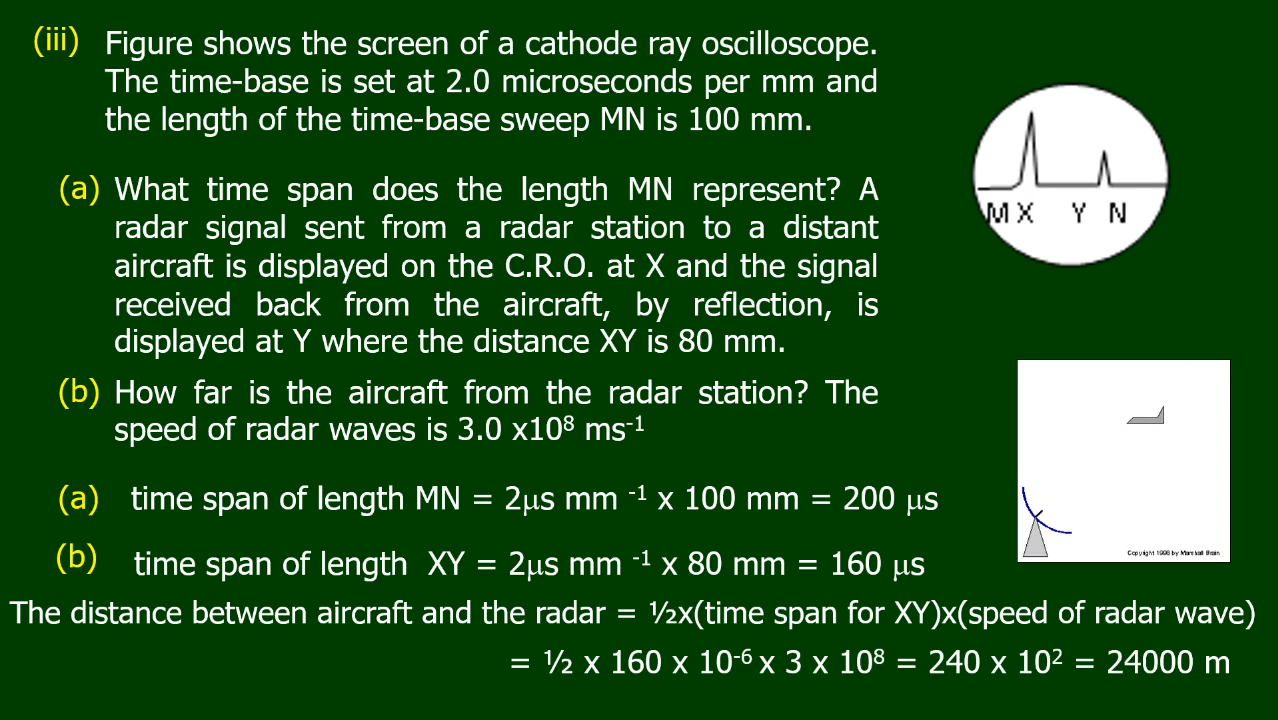 (iii) Figure shows the screen of a cathode ray oscilloscope.
The time-base is set at 2.0 microseconds per mm and
the length of the time-base sweep MN is 100 mm.
M X Y N
(a) What time span does the length MN represent? A
radar signal sent from a radar station to a distant
aircraft is displayed on the C.R.O. at X and the signal
received back from the aircraft, by reflection, is
displayed at Y where the distance XY is 80 mm.
(b) How far is the aircraft from the radar station? The
speed of radar waves is 3.0 x10⁸ ms⁻¹
(a) time span of length MN = 2μs mm ⁻¹ x 100 mm = 200 μs
(b) time span of length XY = 2μs mm ⁻¹ x 80 mm = 160 μs
Copyright 1998 by Marshall Brain
The distance between aircraft and the radar = ½x(time span for XY)x(speed of radar wave)
= ½ x 160 x 10⁻⁶ x 3 x 10⁸ = 240 x 10² = 24000 m